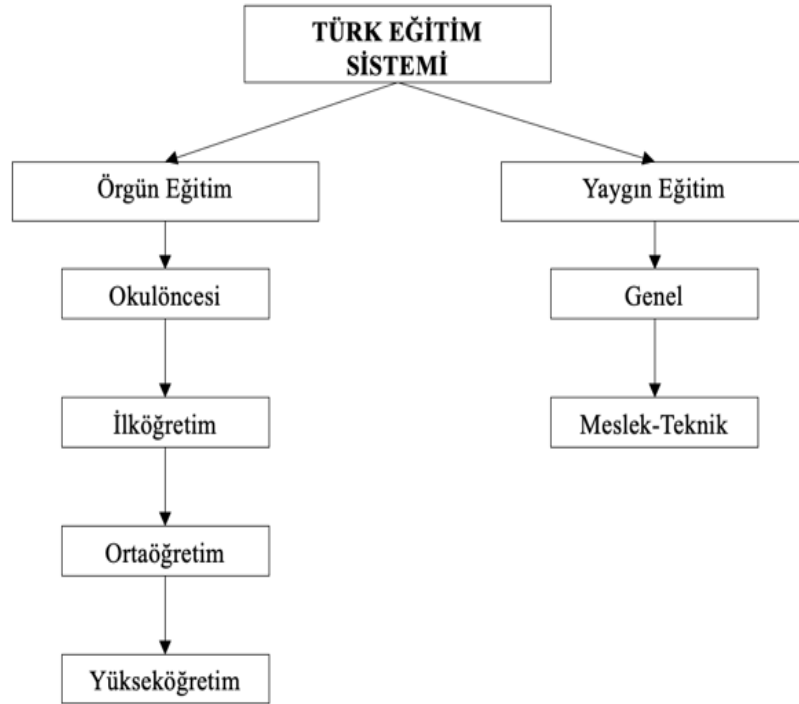 TÜRK EĞİTİM
SİSTEMİ
Örgün Eğitim
Yaygın Eğitim
Okulöncesi
Genel
İlköğretim
Meslek-Teknik
Ortaöğretim
Yükseköğretim